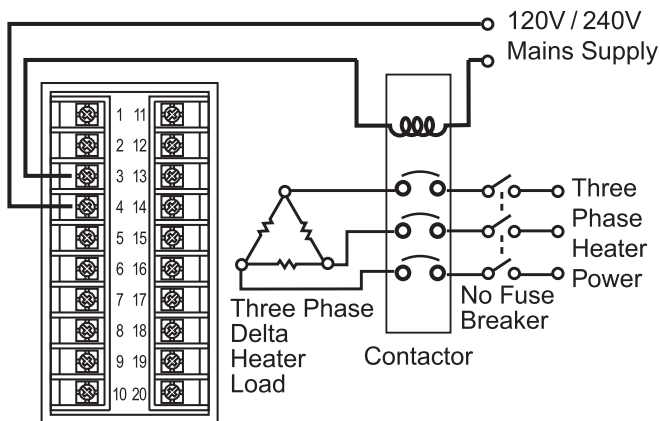 120V / 240V
Mains Supply
1 11
2 12
3 13
4 14
5 15
6 16
7 17
8 18
9 19
10 20
Three
Phase
Heater
Power
No Fuse
Breaker
Three Phase
Delta
Heater
Load
Contactor